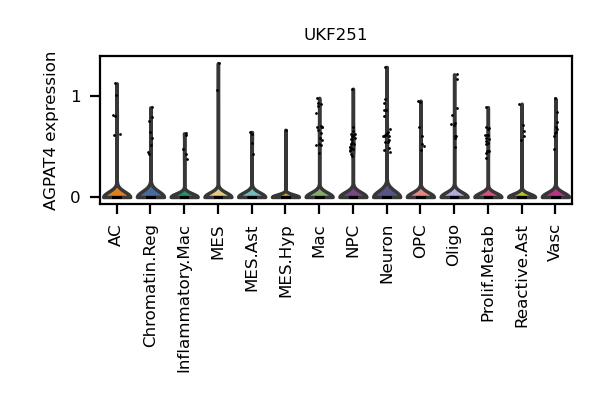 UKF251
AGPAT4 expression
1
0
AC
Chromatin.Reg
Inflammatory.Mac
MES
MES.Ast
MES.Hyp
Mac
NPC
Neuron
OPC
Oligo
Prolif.Metab
Reactive.Ast
Vasc